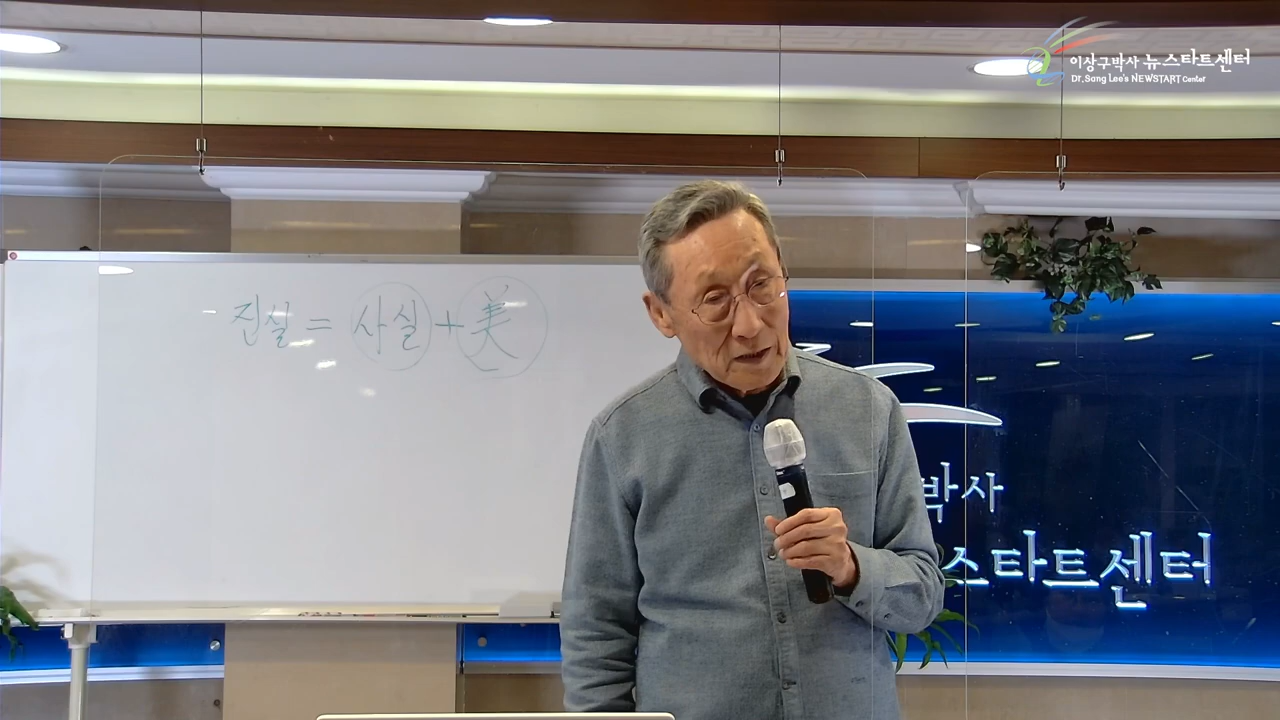 이상구박사 뉴스타트센터
Dr. Sang Lee's NEWSTART Center
진실 = 사실 + 美
박사
스타트센터